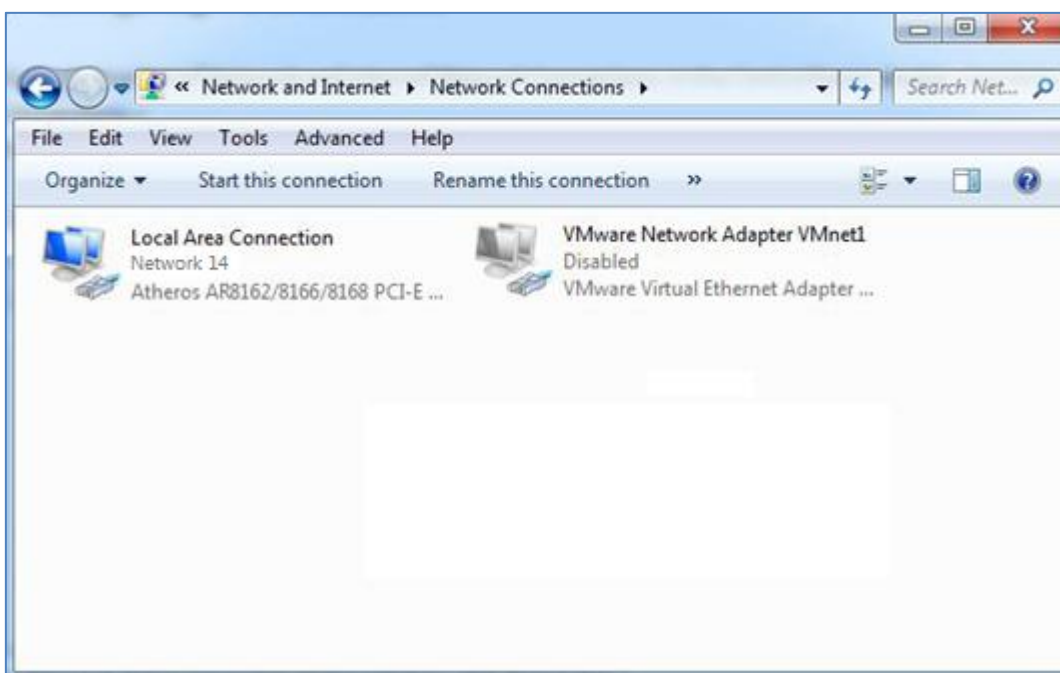 « Network and Internet ▸ Network Connections ▸ Search Net...
File Edit View Tools Advanced Help
Organize Start this connection Rename this connection »
Local Area Connection
Network 14
Atheros AR8162/8166/8168 PCI-E ...
VMware Network Adapter VMnet1
Disabled
VMware Virtual Ethernet Adapter ...